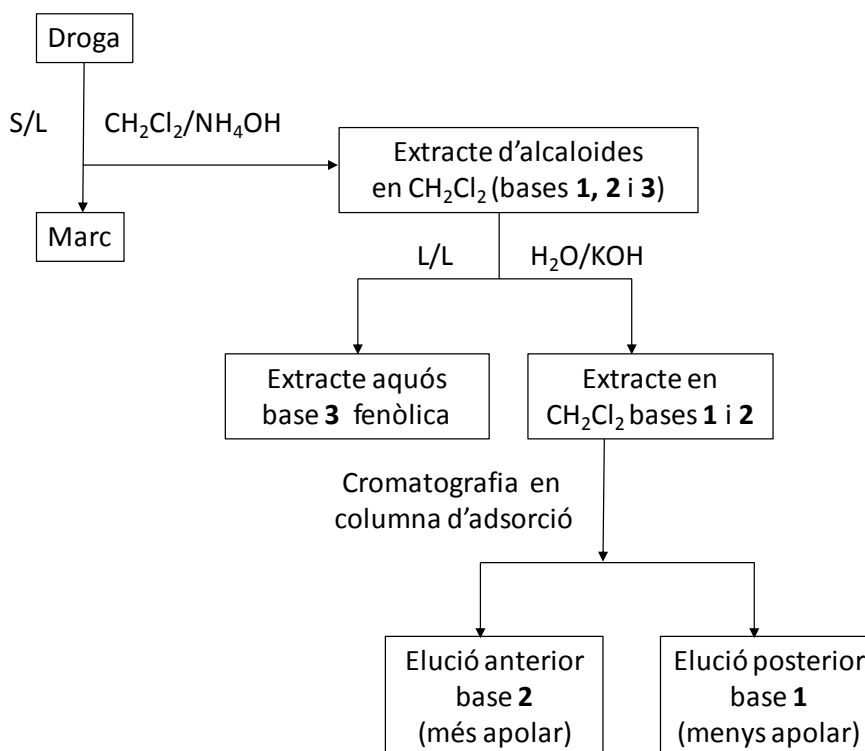 Droga
S/L
CH₂Cl₂/NH₄OH
Extracte d'alcaloides
en CH₂Cl₂ (bases 1, 2 i 3)
Marc
L/L
H₂O/KOH
Extracte aquós
base 3 fenòlica
Extracte en
CH₂Cl₂ bases 1 i 2
Cromatografia en
columna d'adsorció
Elució anterior
base 2
(més apolar)
Elució posterior
base 1
(menys apolar)